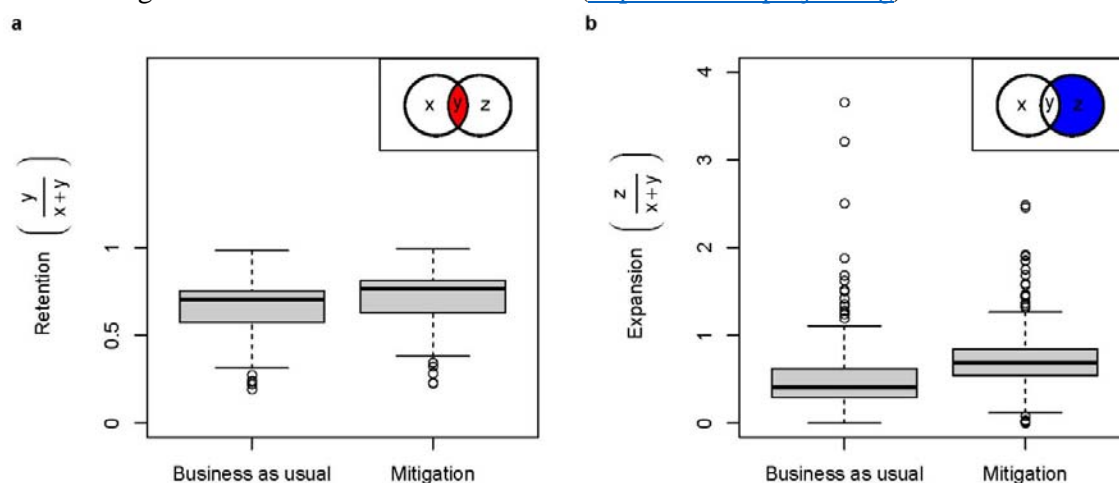 a
x y z
Retention ( y / x+y )
1
0.5
0
Business as usual
Mitigation
b
x y z
Expansion ( z / x+y )
4
3
2
1
0
Business as usual
Mitigation